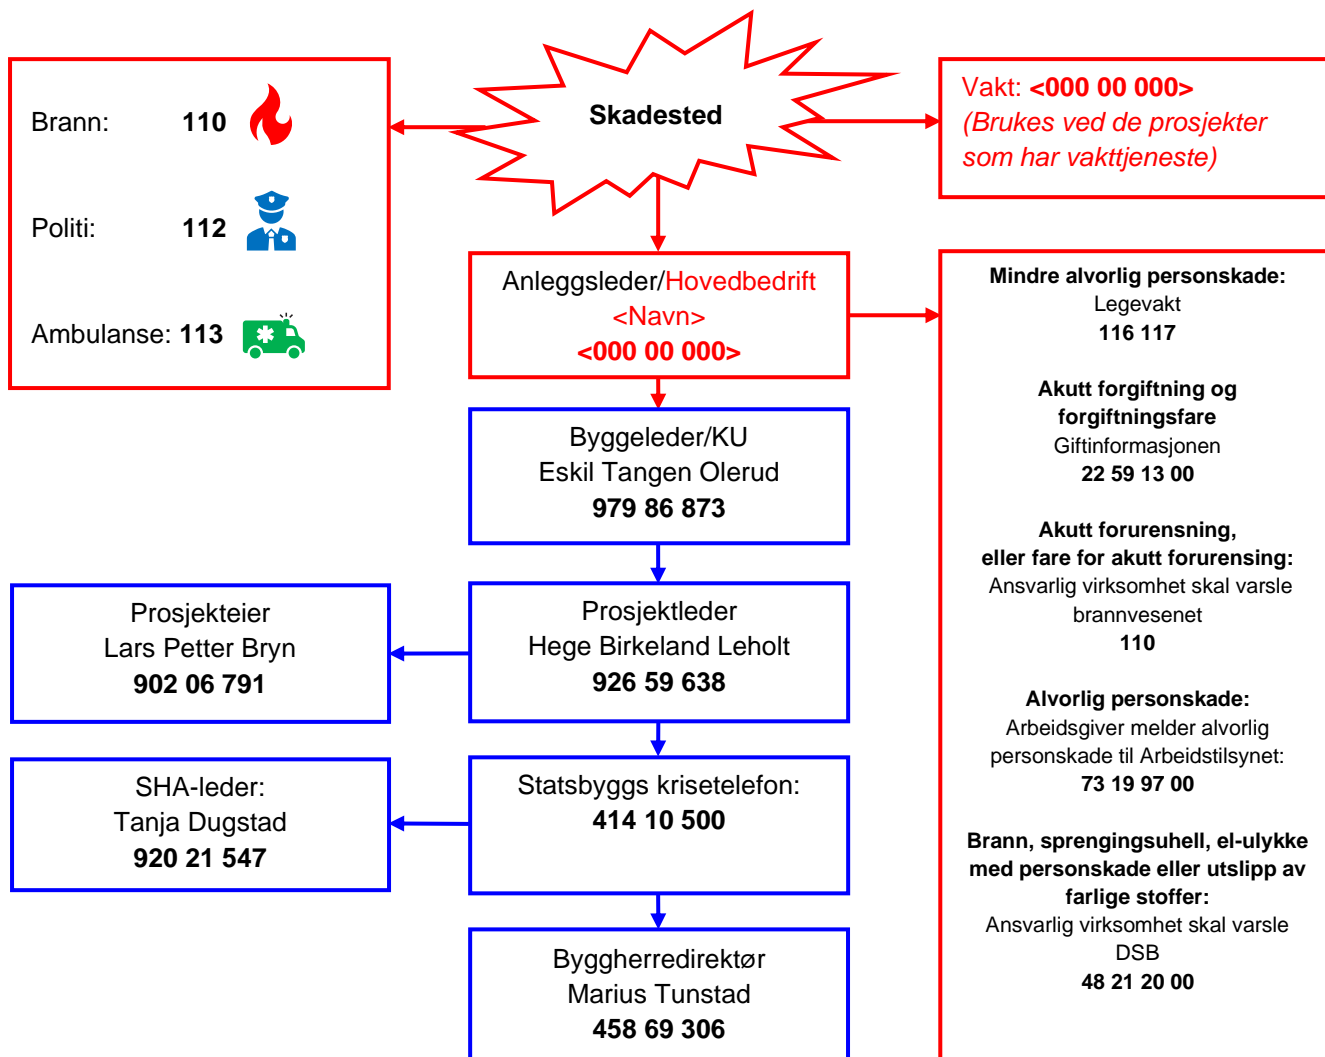 Skadested
Brann: 110
Politi: 112
Ambulanse: 113
Vakt: <000 00 000>
(Brukes ved de prosjekter
som har vakttjeneste)
Anleggsleder/Hovedbedrift
<Navn>
<000 00 000>
Byggeleder/KU
Eskil Tangen Olerud
979 86 873
Prosjekteier
Lars Petter Bryn
902 06 791
Prosjektleder
Hege Birkeland Leholt
926 59 638
SHA-leder:
Tanja Dugstad
920 21 547
Statsbyggs krisetelefon:
414 10 500
Byggherredirektør
Marius Tunstad
458 69 306
Mindre alvorlig personskade:
Legevakt
116 117
Akutt forgiftning og
forgiftningsfare
Giftinformasjonen
22 59 13 00
Akutt forurensning,
eller fare for akutt forurensing:
Ansvarlig virksomhet skal varsle
brannvesenet
110
Alvorlig personskade:
Arbeidsgiver melder alvorlig
personskade til Arbeidstilsynet:
73 19 97 00
Brann, sprengingsuhell, el-ulykke
med personskade eller utslipp av
farlige stoffer:
Ansvarlig virksomhet skal varsle
DSB
48 21 20 00